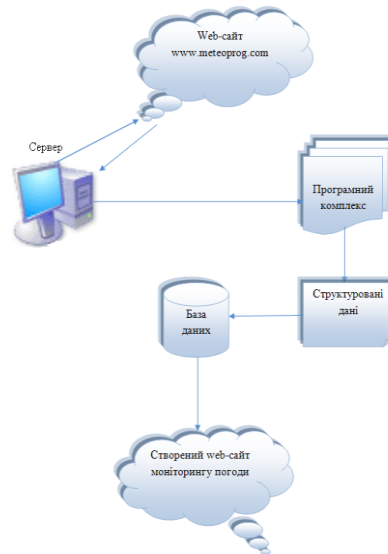 Web-сайт
www.meteoprog.com
Сервер
Програмний
комплекс
Структуровані
дані
База
даних
Створений web-сайт
моніторингу погоди